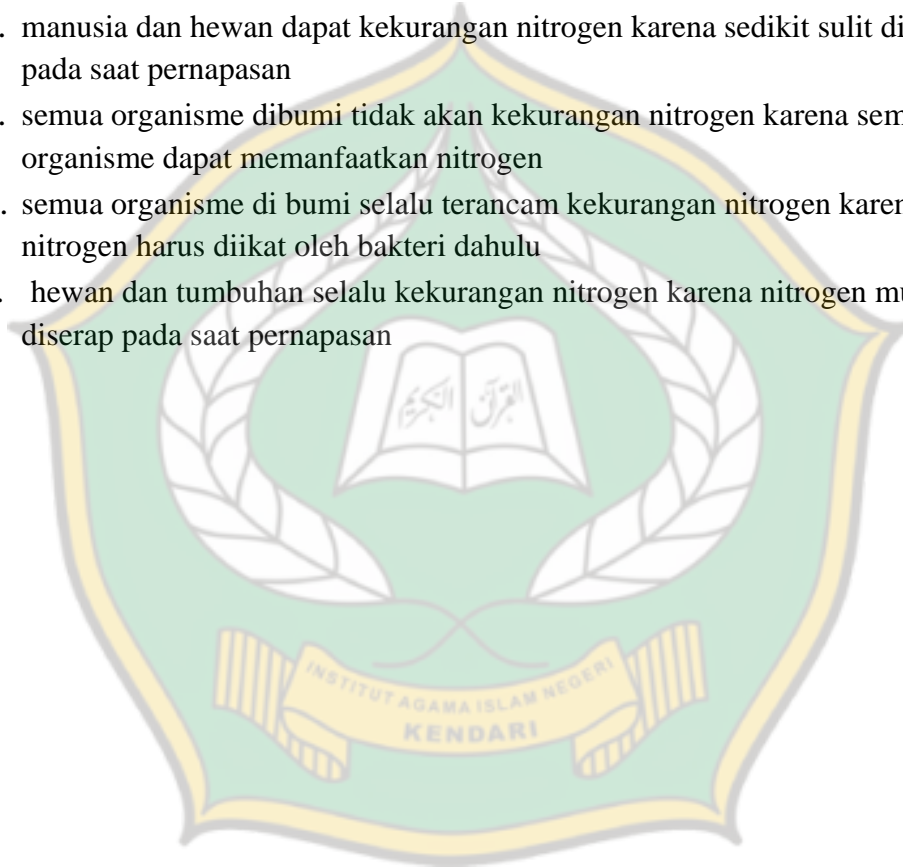 . manusia dan hewan dapat kekurangan nitrogen karena sedikit sulit di
pada saat pernapasan
. semua organisme dibumi tidak akan kekurangan nitrogen karena sem
organisme dapat memanfaatkan nitrogen
. semua organisme di bumi selalu terancam kekurangan nitrogen karen
nitrogen harus diikat oleh bakteri dahulu
. hewan dan tumbuhan selalu kekurangan nitrogen karena nitrogen mu
diserap pada saat pernapasan
القرآن الكريم
INSTITUT AGAMA ISLAM NEGERI
KENDARI